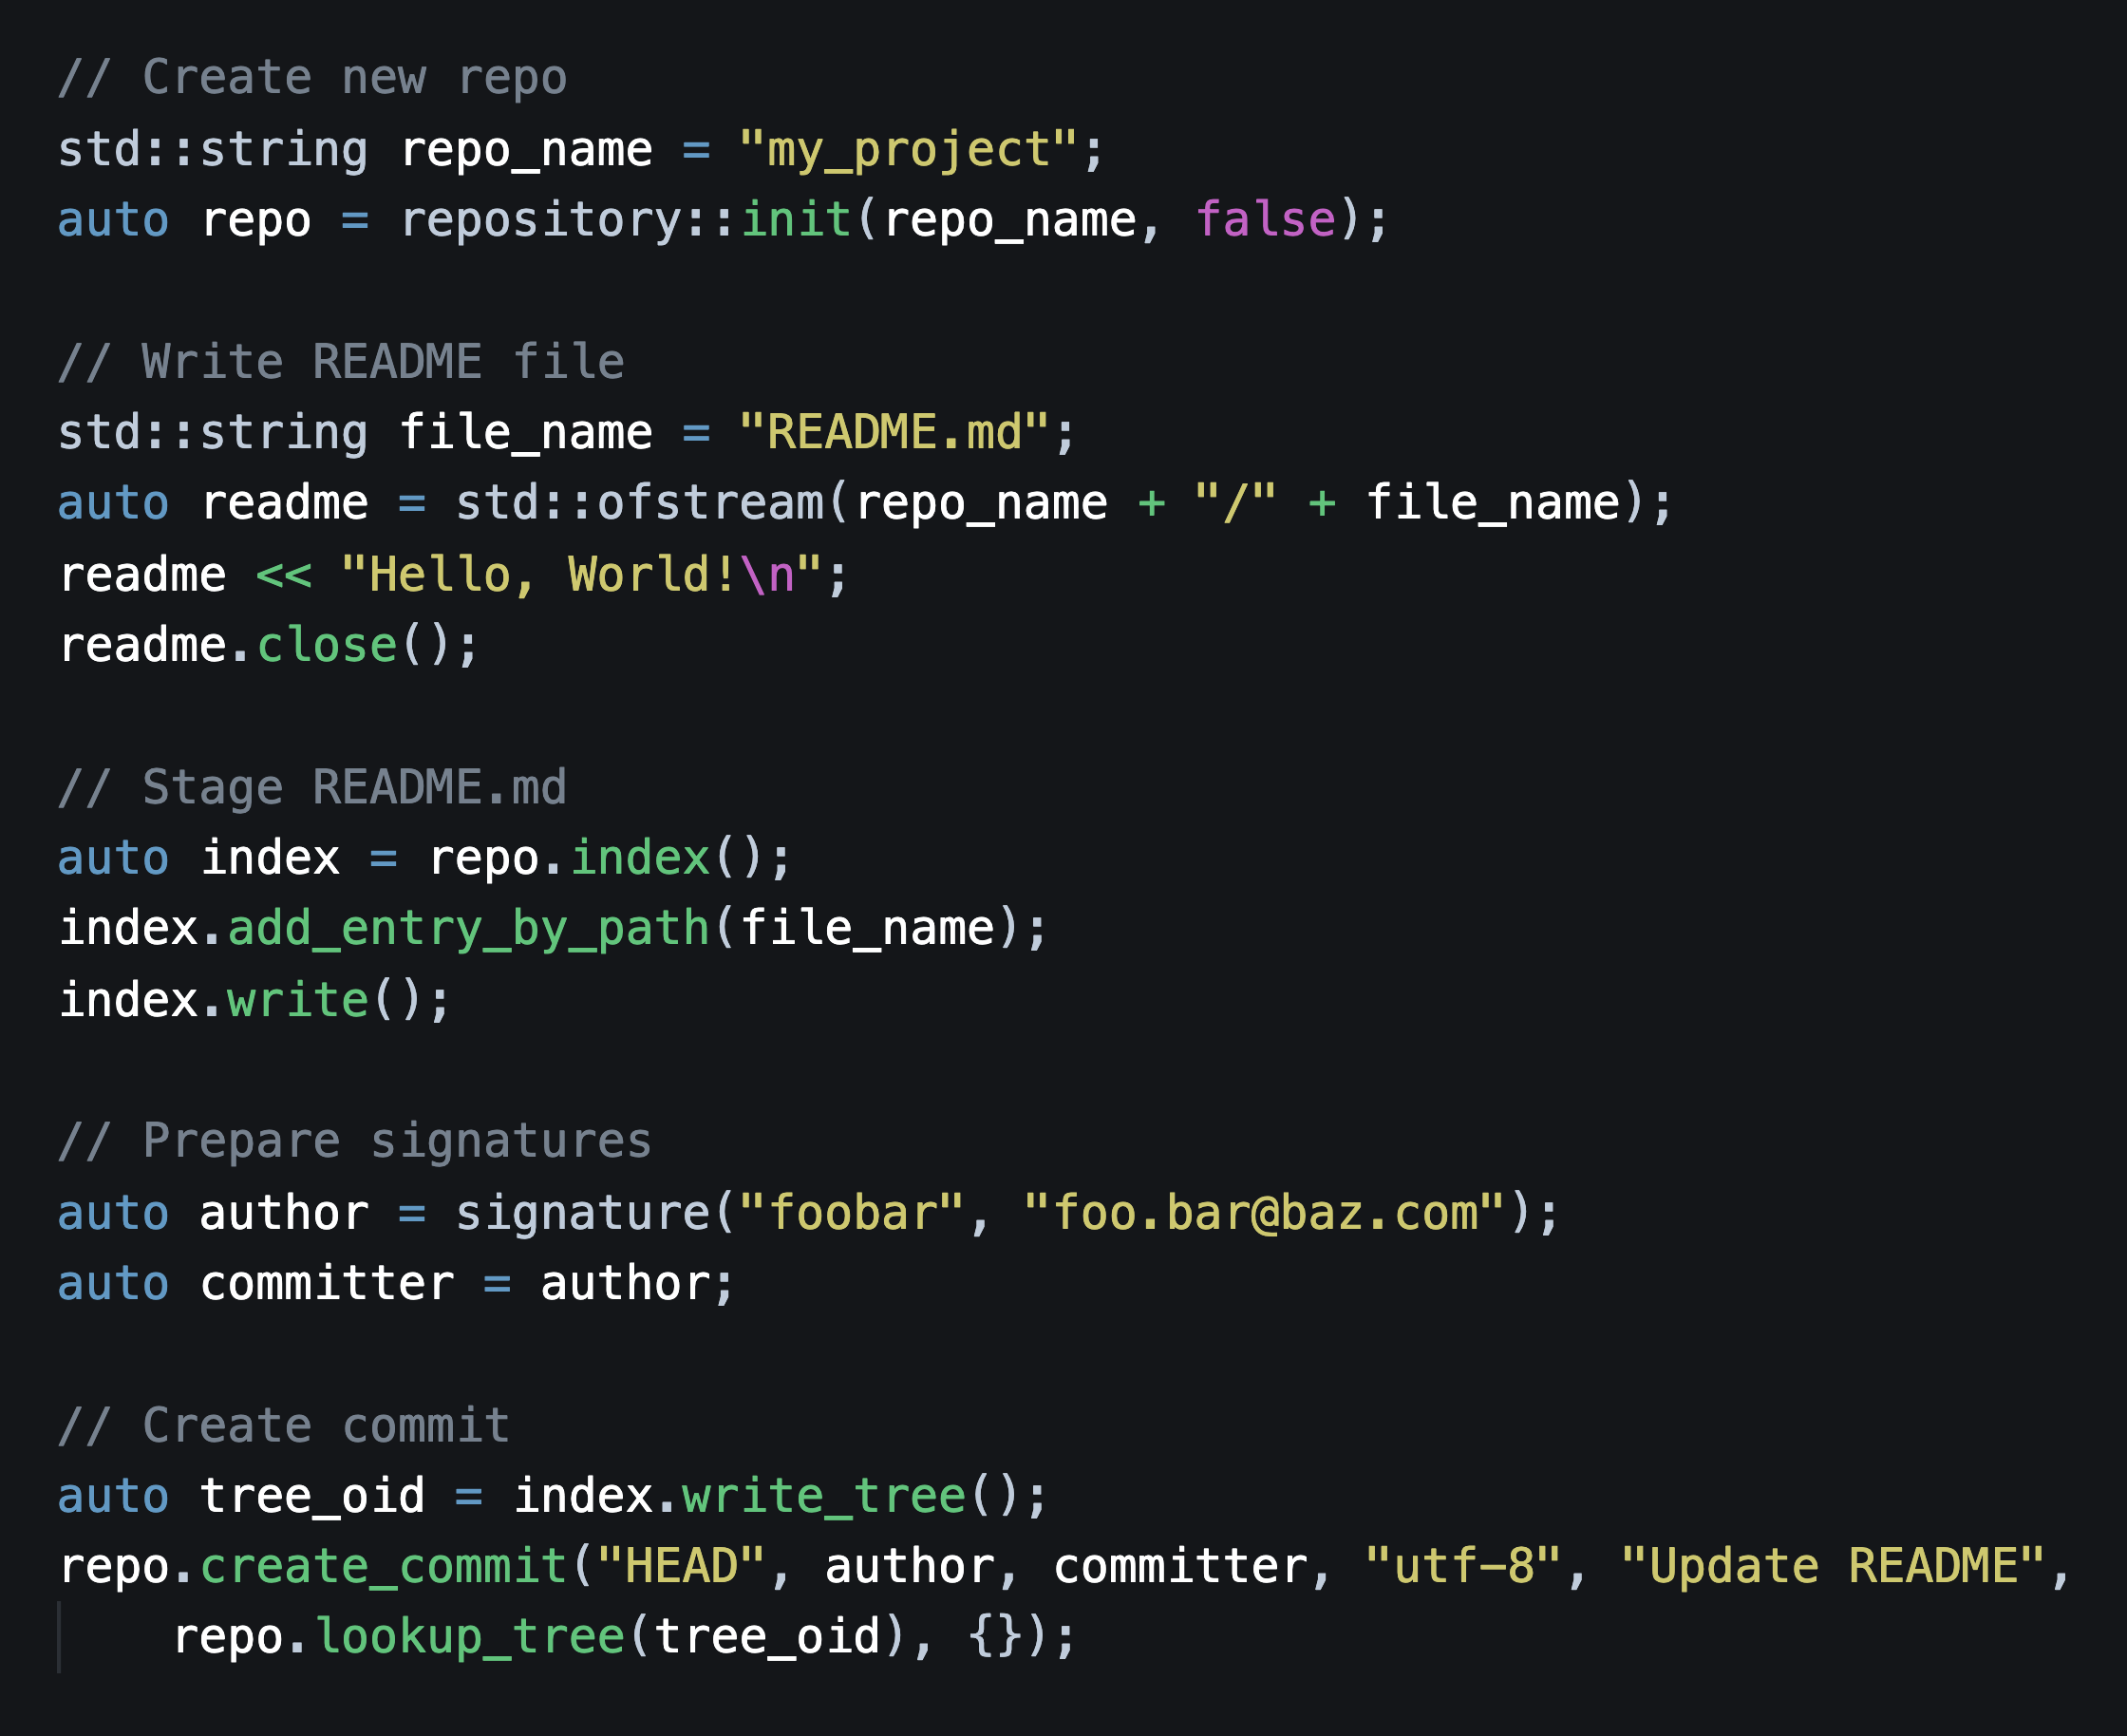 // Create new repo
std::string repo_name = "my_project";
auto repo = repository::init(repo_name, false);

// Write README file
std::string file_name = "README.md";
auto readme = std::ofstream(repo_name + "/" + file_name);
readme << "Hello, World!\n";
readme.close();

// Stage README.md
auto index = repo.index();
index.add_entry_by_path(file_name);
index.write();

// Prepare signatures
auto author = signature("foobar", "foo.bar@baz.com");
auto committer = author;

// Create commit
auto tree_oid = index.write_tree();
repo.create_commit("HEAD", author, committer, "utf-8", "Update README",
    repo.lookup_tree(tree_oid), {});